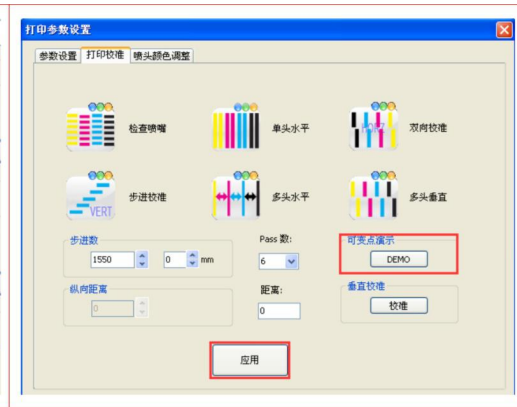 打印参数设置
参数设置 打印校准 喷头颜色调整
检查喷嘴 单头水平 HORZ 双向校准
VERT 步进校准 多头水平 多头垂直
步进数 Pass 数: 可变点演示
1550 0 mm 6 DEMO
纵向距离 距离: 垂直校准
0 0 校准
应用